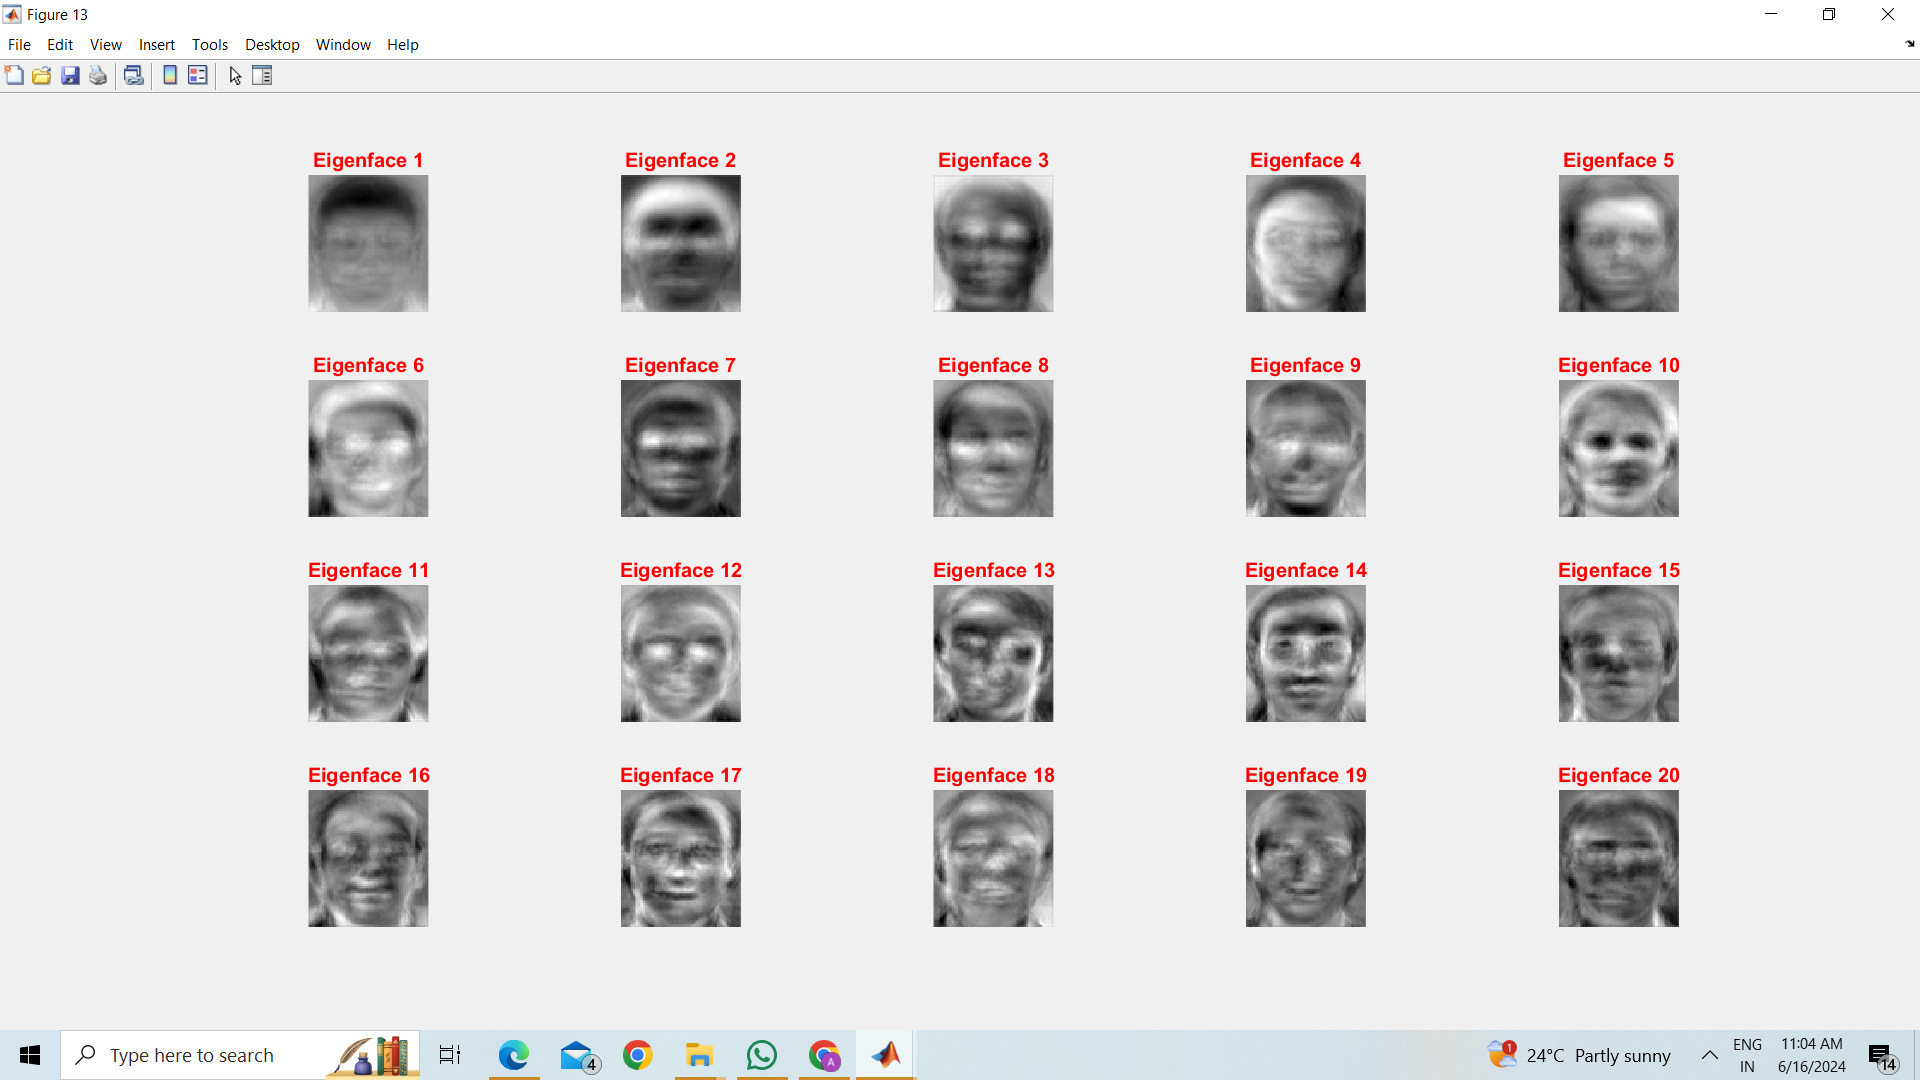 Figure 13
File Edit View Insert Tools Desktop Window Help
Eigenface 1 Eigenface 2 Eigenface 3 Eigenface 4 Eigenface 5
Eigenface 6 Eigenface 7 Eigenface 8 Eigenface 9 Eigenface 10
Eigenface 11 Eigenface 12 Eigenface 13 Eigenface 14 Eigenface 15
Eigenface 16 Eigenface 17 Eigenface 18 Eigenface 19 Eigenface 20
Type here to search 4 A 1 24°C Partly sunny ENG 11:04 AM
IN 6/16/2024 14